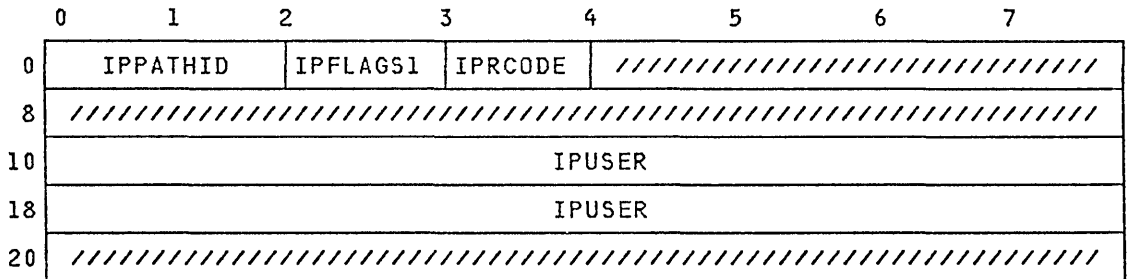 0 1 2 3 4 5 6 7
0 IPPATHID IPFLAGS1 IPRCODE ////////////////////////////////
8 ////////////////////////////////////////////////////////////////
10 IPUSER
18 IPUSER
20 ////////////////////////////////////////////////////////////////